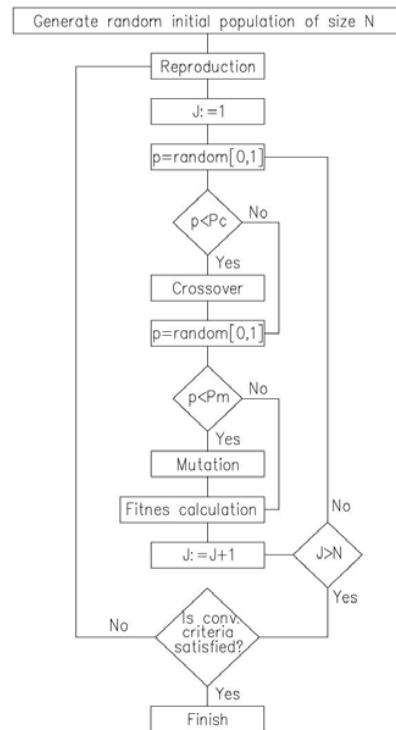 Generate random initial population of size N
Reproduction
J:=1
p=random[0,1]
p<Pc
No
Yes
Crossover
p=random[0,1]
p<Pm
No
Yes
Mutation
Fitnes calculation
No
J:=J+1
J>N
Yes
Is conv.
criteria
satisfied?
No
Yes
Finish